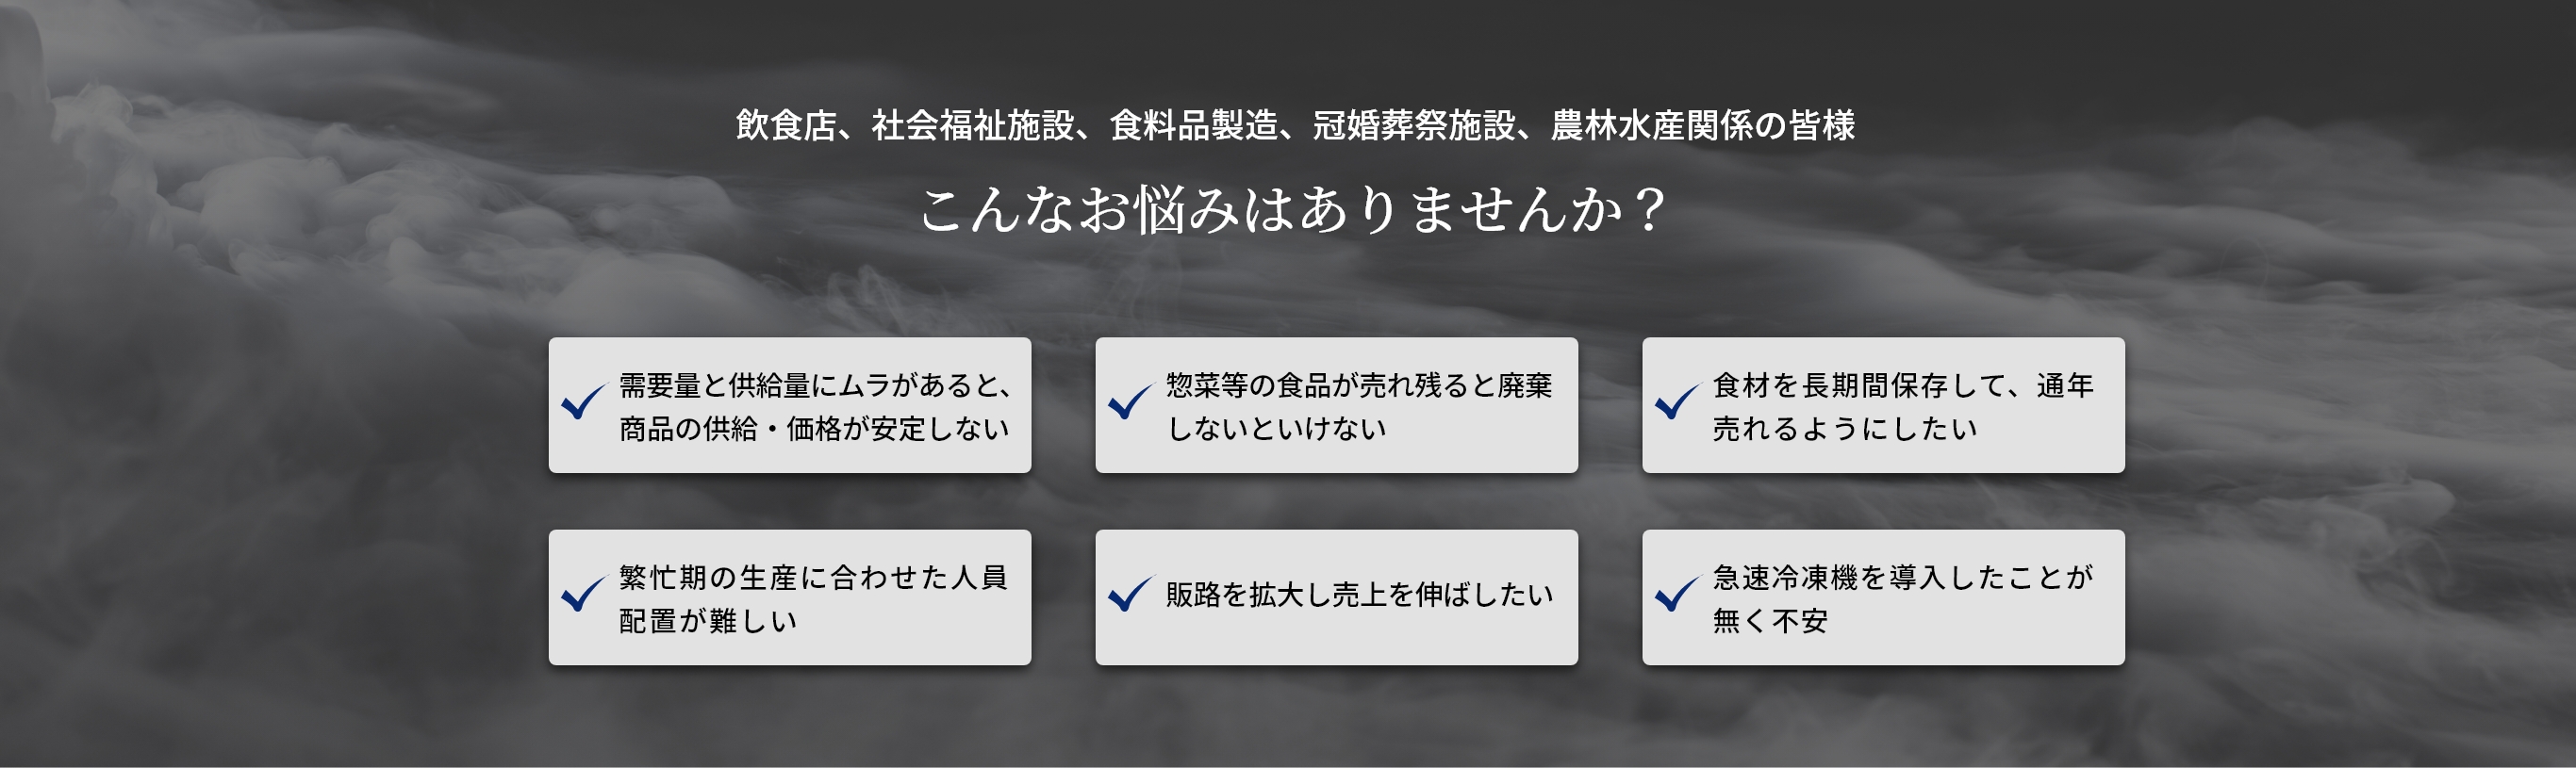 飲食店、社会福祉施設、食料品製造、冠婚葬祭施設、農林水産関係の皆様
こんなお悩みはありませんか？
需要量と供給量にムラがあると、
商品の供給・価格が安定しない
惣菜等の食品が売れ残ると廃棄
しないといけない
食材を長期間保存して、通年
売れるようにしたい
繁忙期の生産に合わせた人員
配置が難しい
販路を拡大し売上を伸ばしたい
急速冷凍機を導入したことが
無く不安